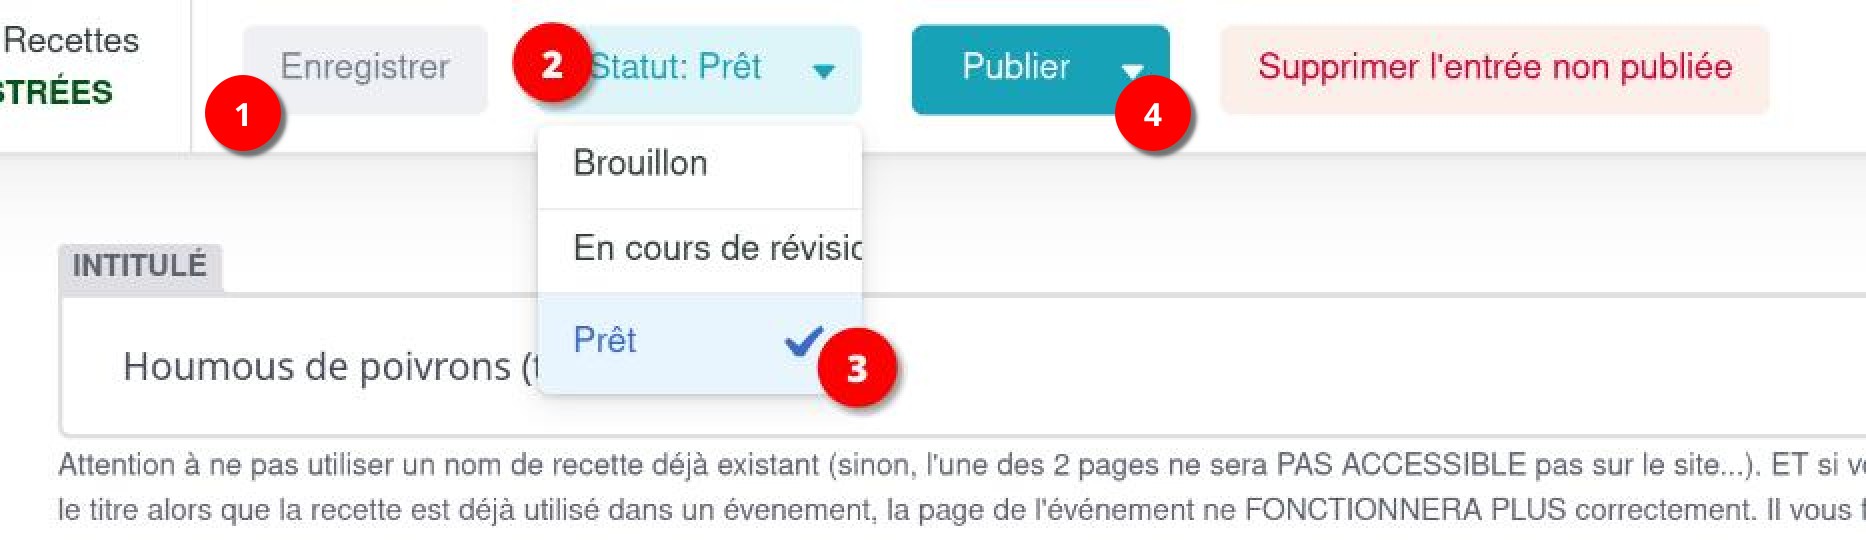 Recettes
STRÉES
Enregistrer
Statut: Prêt
Publier
Supprimer l'entrée non publiée
1
2
4
Brouillon
En cours de révisio
Prêt
3
INTITULÉ
Houmous de poivrons (t
Attention à ne pas utiliser un nom de recette déjà existant (sinon, l'une des 2 pages ne sera PAS ACCESSIBLE pas sur le site...). ET si v
le titre alors que la recette est déjà utilisé dans un évenement, la page de l'événement ne FONCTIONNERA PLUS correctement. Il vous f